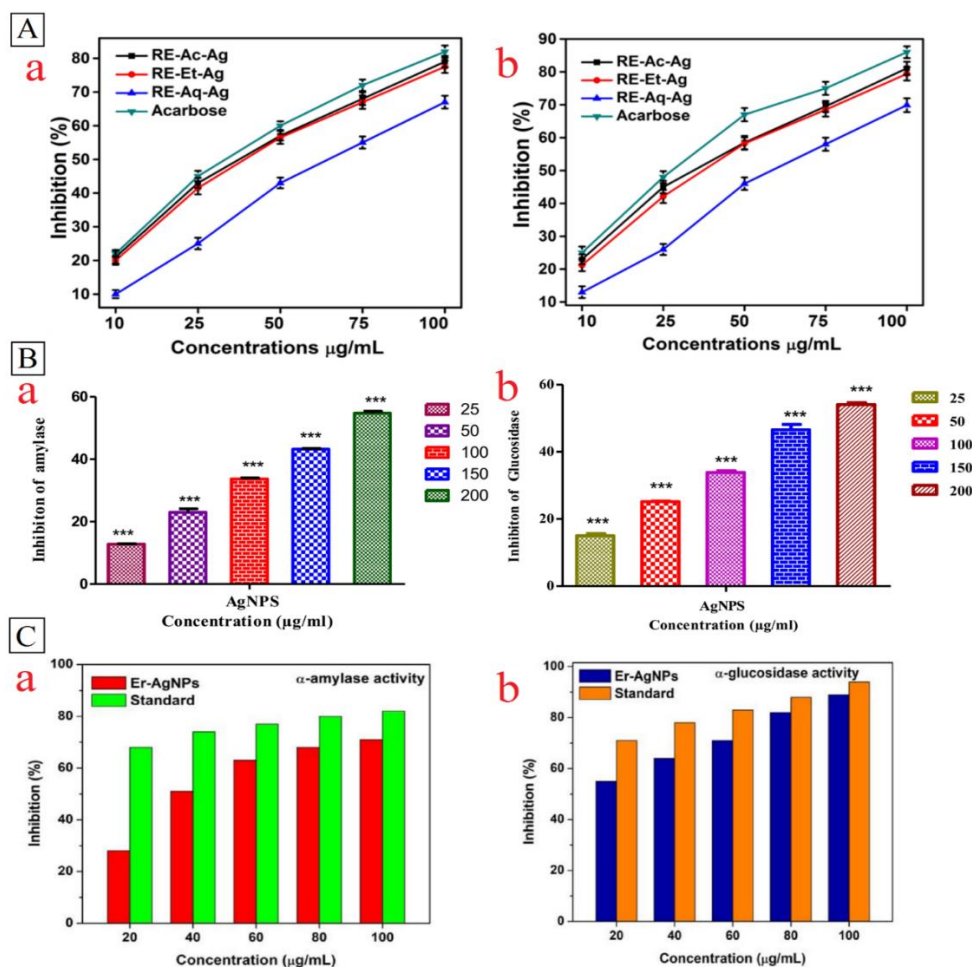 A
a
RE-Ac-Ag
RE-Et-Ag
RE-Aq-Ag
Acarbose
Inhibition (%)
80
70
60
50
40
30
20
10
10 25 50 75 100
Concentrations μg/mL
b
RE-Ac-Ag
RE-Et-Ag
RE-Aq-Ag
Acarbose
Inhibition (%)
90
80
70
60
50
40
30
20
10
10 25 50 75 100
Concentrations μg/mL
B
a
Inhibiton of amylase
60
40
20
0
*** *** *** *** ***
25
50
100
150
200
AgNPS
Concentration (μg/ml)
b
Inhibiton of Glucosidase
60
40
20
0
*** *** *** *** ***
25
50
100
150
200
AgNPS
Concentration (μg/ml)
C
a
Er-AgNPs
Standard
α-amylase activity
Inhibition (%)
100
80
60
40
20
0
20 40 60 80 100
Concentration (μg/mL)
b
α-glucosidase activity
Er-AgNPs
Standard
Inhibition (%)
100
80
60
40
20
0
20 40 60 80 100
Concentration (μg/mL)